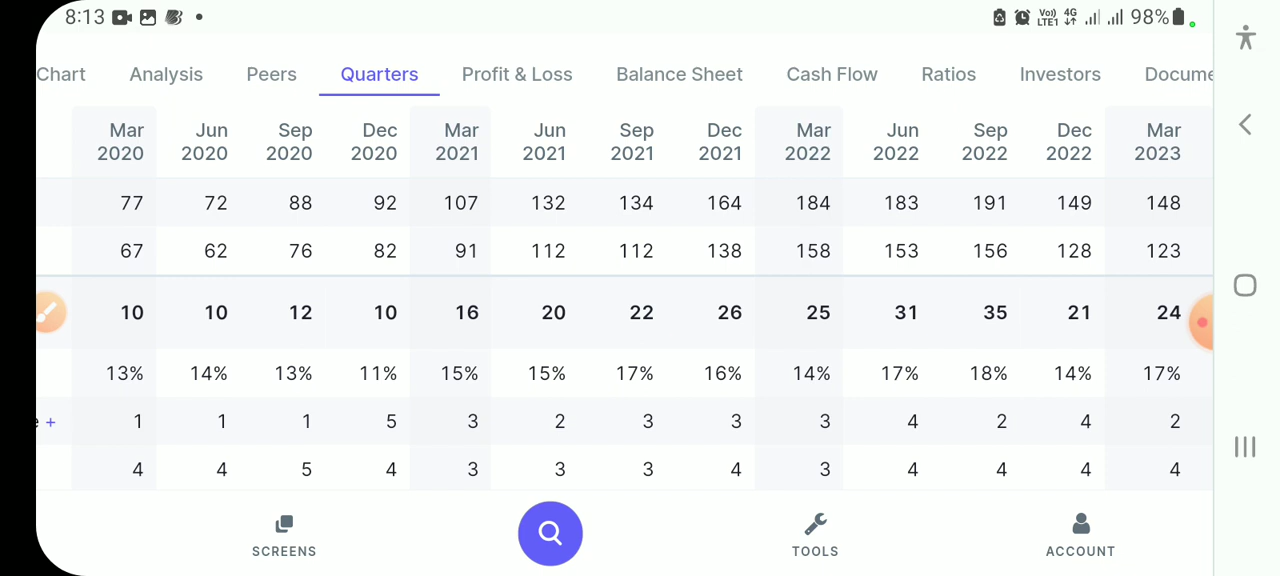 8:13 Vo) LTE1 4G 98%
Chart Analysis Peers Quarters Profit & Loss Balance Sheet Cash Flow Ratios Investors Docume
Mar Jun Sep Dec Mar Jun Sep Dec Mar Jun Sep Dec Mar
2020 2020 2020 2020 2021 2021 2021 2021 2022 2022 2022 2022 2023
77 72 88 92 107 132 134 164 184 183 191 149 148
67 62 76 82 91 112 112 138 158 153 156 128 123
10 10 12 10 16 20 22 26 25 31 35 21 24
13% 14% 13% 11% 15% 15% 17% 16% 14% 17% 18% 14% 17%
e + 1 1 1 5 3 2 3 3 3 4 2 4 2
4 4 5 4 3 3 3 4 3 4 4 4 4
SCREENS TOOLS ACCOUNT